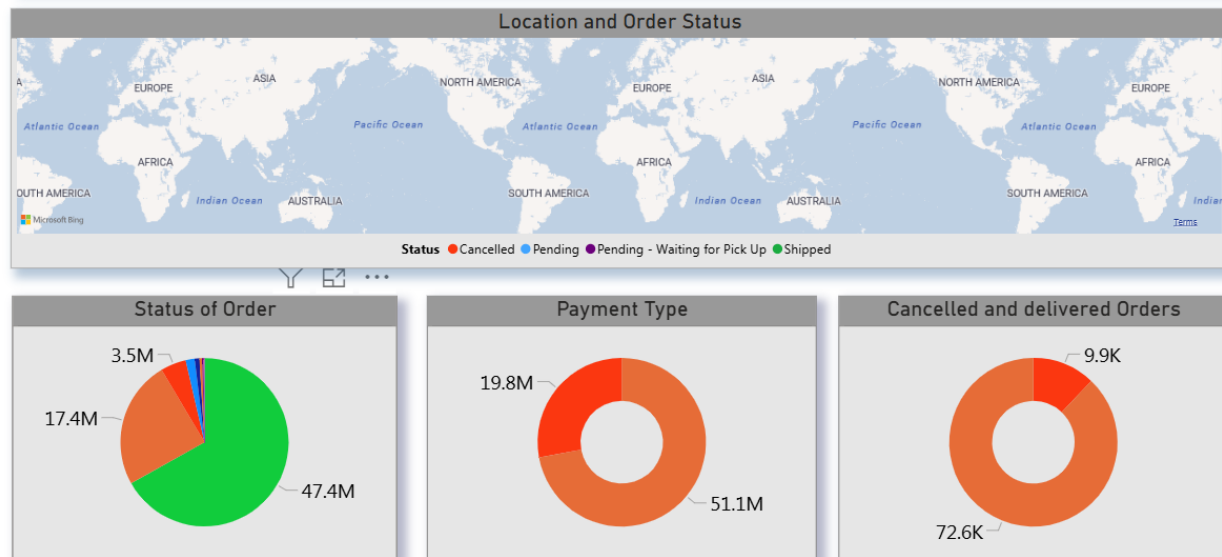 Location and Order Status
A
EUROPE
ASIA
NORTH AMERICA
EUROPE
ASIA
NORTH AMERICA
EUROPE
Atlantic Ocean
Pacific Ocean
Atlantic Ocean
Pacific Ocean
Atlantic Ocean
AFRICA
AFRICA
AFRICA
OUTH AMERICA
Indian Ocean
AUSTRALIA
SOUTH AMERICA
Indian Ocean
AUSTRALIA
SOUTH AMERICA
Indian
Microsoft Bing
Terms
Status Cancelled Pending Pending - Waiting for Pick Up Shipped
Status of Order
3.5M
17.4M
47.4M
Payment Type
19.8M
51.1M
Cancelled and delivered Orders
9.9K
72.6K